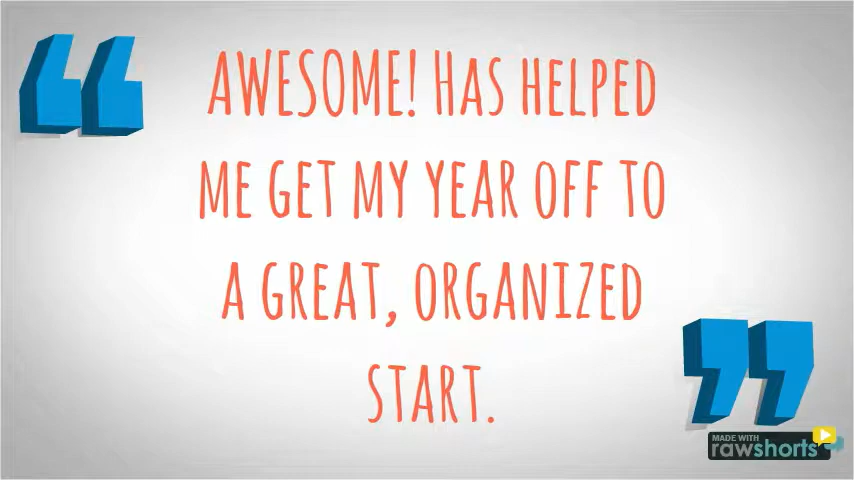 AWESOME! HAS HELPED
ME GET MY YEAR OFF TO
A GREAT, ORGANIZED
START.
MADE WITH
rawshorts